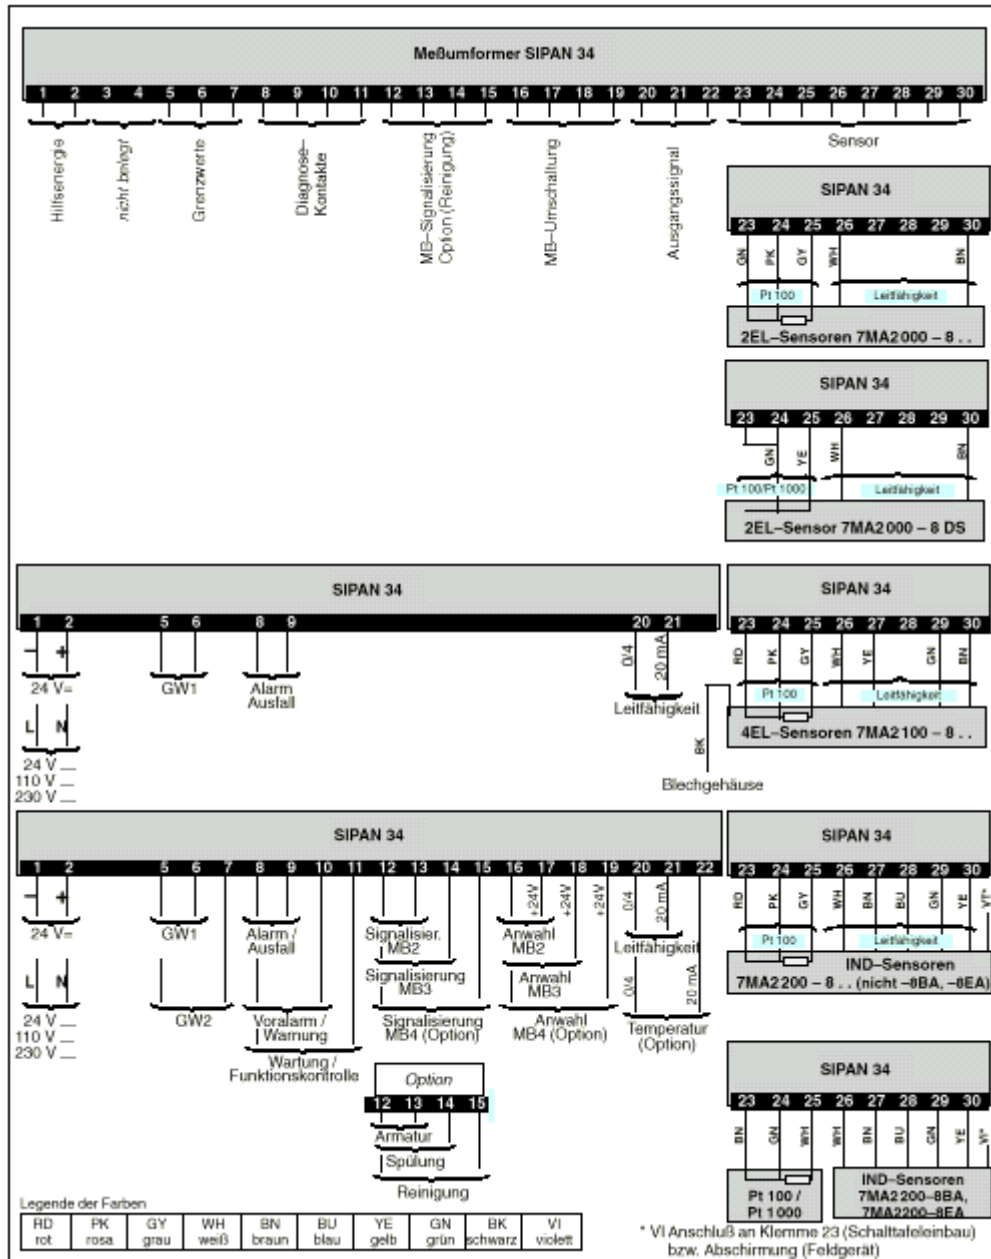 Meßumformer SIPAN 34
1 2 3 4 5 6 7 8 9 10 11 12 13 14 15 16 17 18 19 20 21 22 23 24 25 26 27 28 29 30
Hilfsenergie
nicht belegt
Grenzwerte
Diagnose–
Kontakte
MB–Signalisierung
Option (Reinigung)
MB–Umschaltung
Ausgangssignal
Sensor
SIPAN 34
23 24 25 26 27 28 29 30
GN PK GY WH BN
Pt 100 Leitfähigkeit
2EL–Sensoren 7MA2000 – 8 . .
SIPAN 34
23 24 25 26 27 28 29 30
GN YE WH BN
Pt 100/Pt 1000 Leitfähigkeit
2EL–Sensor 7MA2000 – 8 DS
SIPAN 34
1 2 5 6 8 9 20 21
– +
24 V=
GW1
Alarm
Ausfall
0/4 20 mA
Leitfähigkeit
L N
24 V
110 V
230 V
BK
Blechgehäuse
SIPAN 34
23 24 25 26 27 28 29 30
RD PK GY WH YE GN BN
Pt 100 Leitfähigkeit
4EL–Sensoren 7MA2100 – 8 . .
SIPAN 34
1 2 5 6 7 8 9 10 11 12 13 14 15 16 17 18 19 20 21 22
– +
24 V=
GW1
Alarm /
Ausfall
Signalisier.
MB2
+24V +24V +24V
Anwahl
MB2
0/4 20 mA
Leitfähigkeit
Signalisierung
MB3
Anwahl
MB3
0/4 20 mA
L N
24 V
110 V
230 V
GW2
Voralarm /
Warnung
Signalisierung
MB4 (Option)
Anwahl
MB4 (Option)
Temperatur
(Option)
Wartung /
Funktionskontrolle
Option
12 13 14 15
Armatur
Spülung
Reinigung
SIPAN 34
23 24 25 26 27 28 29 30
RD PK GY WH BN BU GN YE VI*
Pt 100 Leitfähigkeit
IND–Sensoren
7MA2200 – 8 . . (nicht –8BA, –8EA)
SIPAN 34
23 24 25 26 27 28 29 30
BN GN WH WH BN BU GN YE VI*
Pt 100 /
Pt 1000
IND–Sensoren
7MA2200–8BA,
7MA2200–8EA
* VI Anschluß an Klemme 23 (Schalttafeleinbau)
bzw. Abschirmung (Feldgerät)
Legende der Farben
RD PK GY WH BN BU YE GN BK VI
rot rosa grau weiß braun blau gelb grün schwarz violett